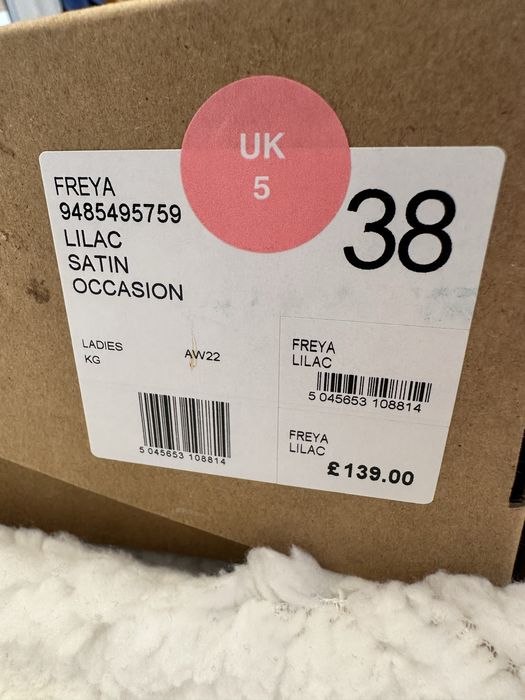 UK
5
FREYA
9485495759
LILAC
SATIN
OCCASION
38
LADIES
KG
AW22
5 045653 108814
FREYA
LILAC
5 045653 108814
FREYA
LILAC
£139.00